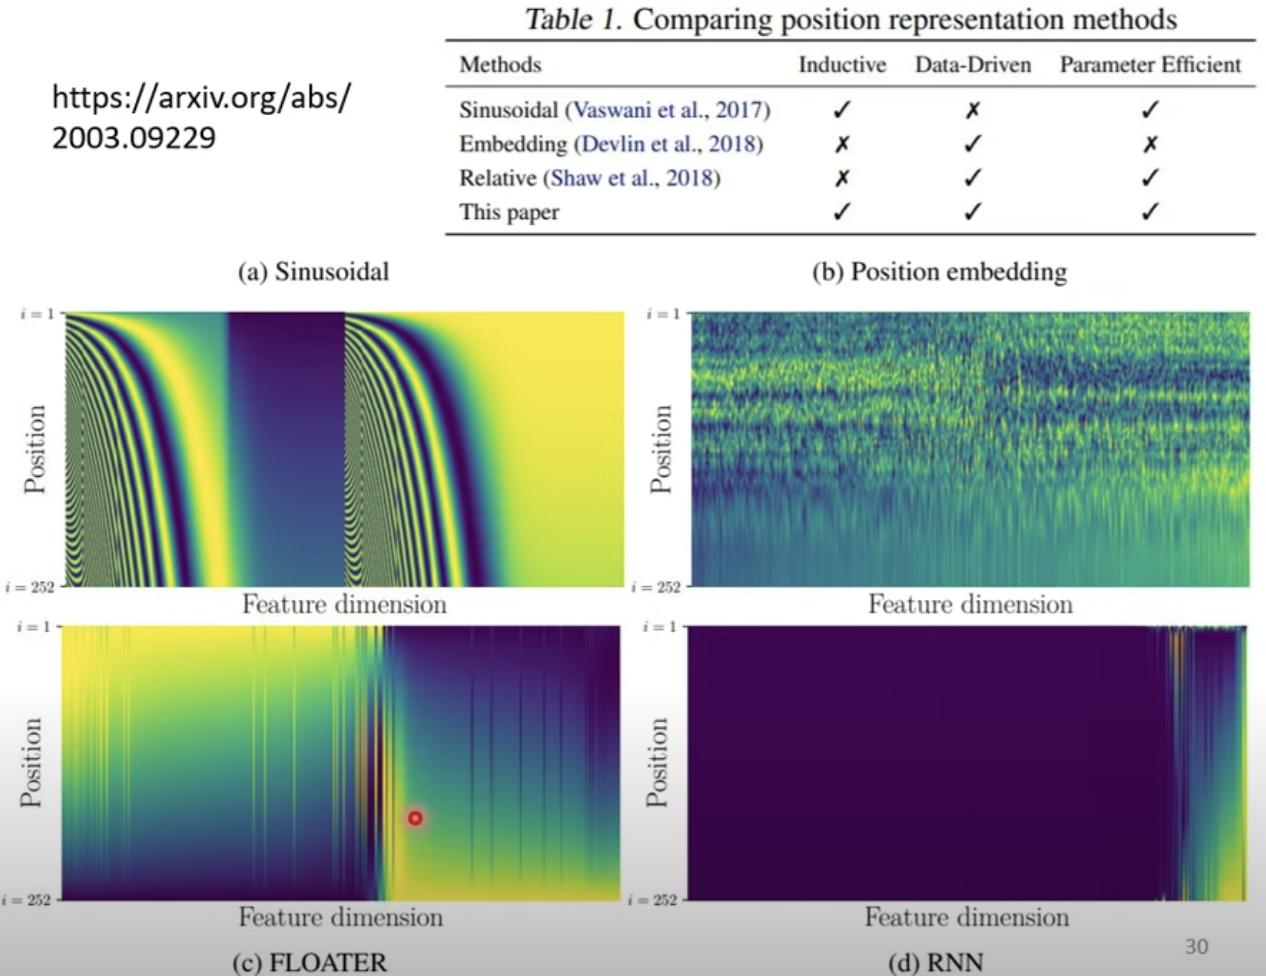 Table 1. Comparing position representation methods
https://arxiv.org/abs/
2003.09229
Methods Inductive Data-Driven Parameter Efficient
Sinusoidal (Vaswani et al., 2017) ✓ ✗ ✓
Embedding (Devlin et al., 2018) ✗ ✓ ✗
Relative (Shaw et al., 2018) ✗ ✓ ✓
This paper ✓ ✓ ✓
(a) Sinusoidal
i = 1
Position
i = 252
Feature dimension
(b) Position embedding
i = 1
Position
i = 252
Feature dimension
i = 1
Position
i = 252
Feature dimension
(c) FLOATER
i = 1
Position
i = 252
Feature dimension
(d) RNN
30